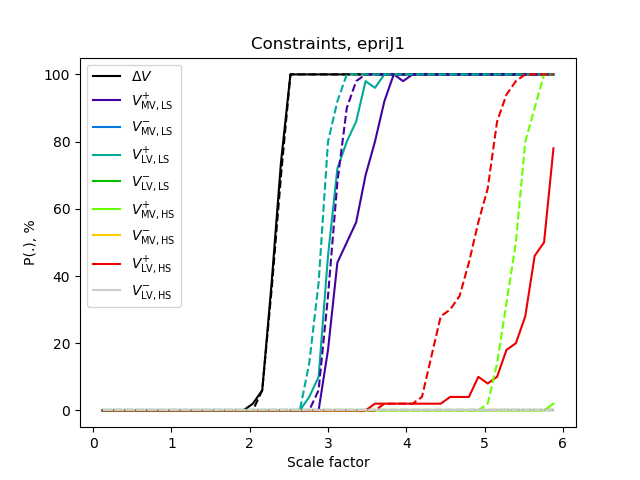 Constraints, epriJ1
P(.), %
100
80
60
40
20
0
ΔV
V⁺MV, LS
V⁻MV, LS
V⁺LV, LS
V⁻LV, LS
V⁺MV, HS
V⁻MV, HS
V⁺LV, HS
V⁻LV, HS
0 1 2 3 4 5 6
Scale factor